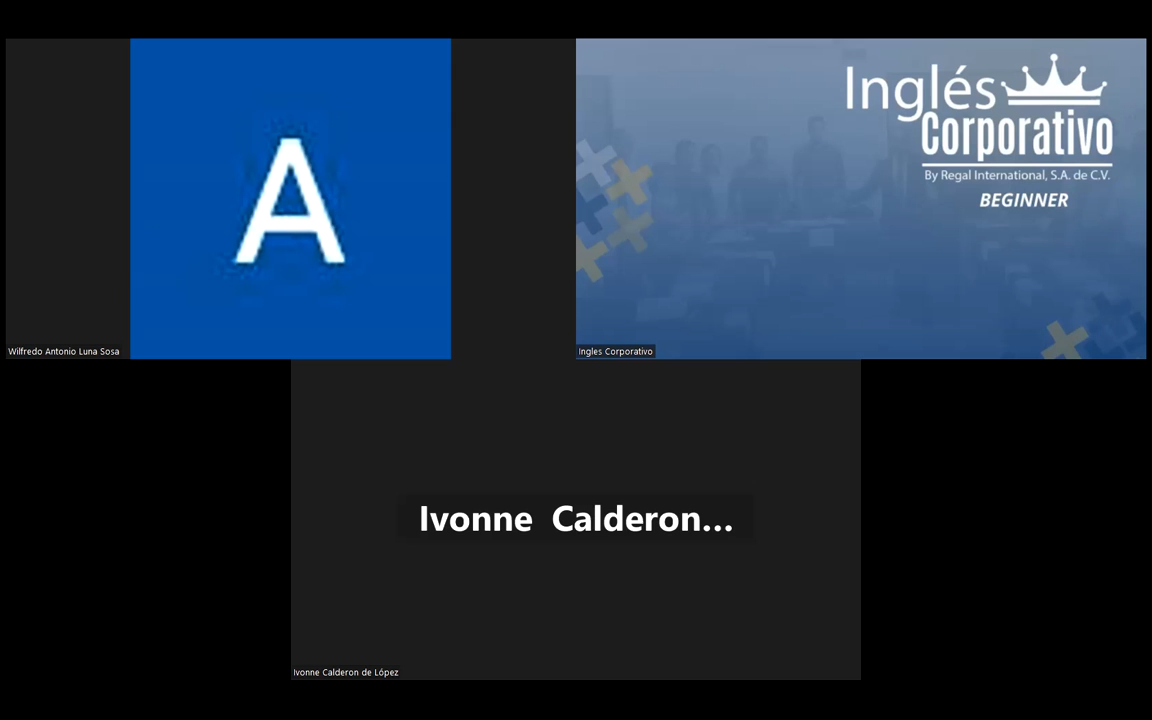 A
Wilfredo Antonio Luna Sosa
Inglés
Corporativo
By Regal International, S.A. de C.V.
BEGINNER
Ingles Corporativo
Ivonne Calderon...
Ivonne Calderon de López